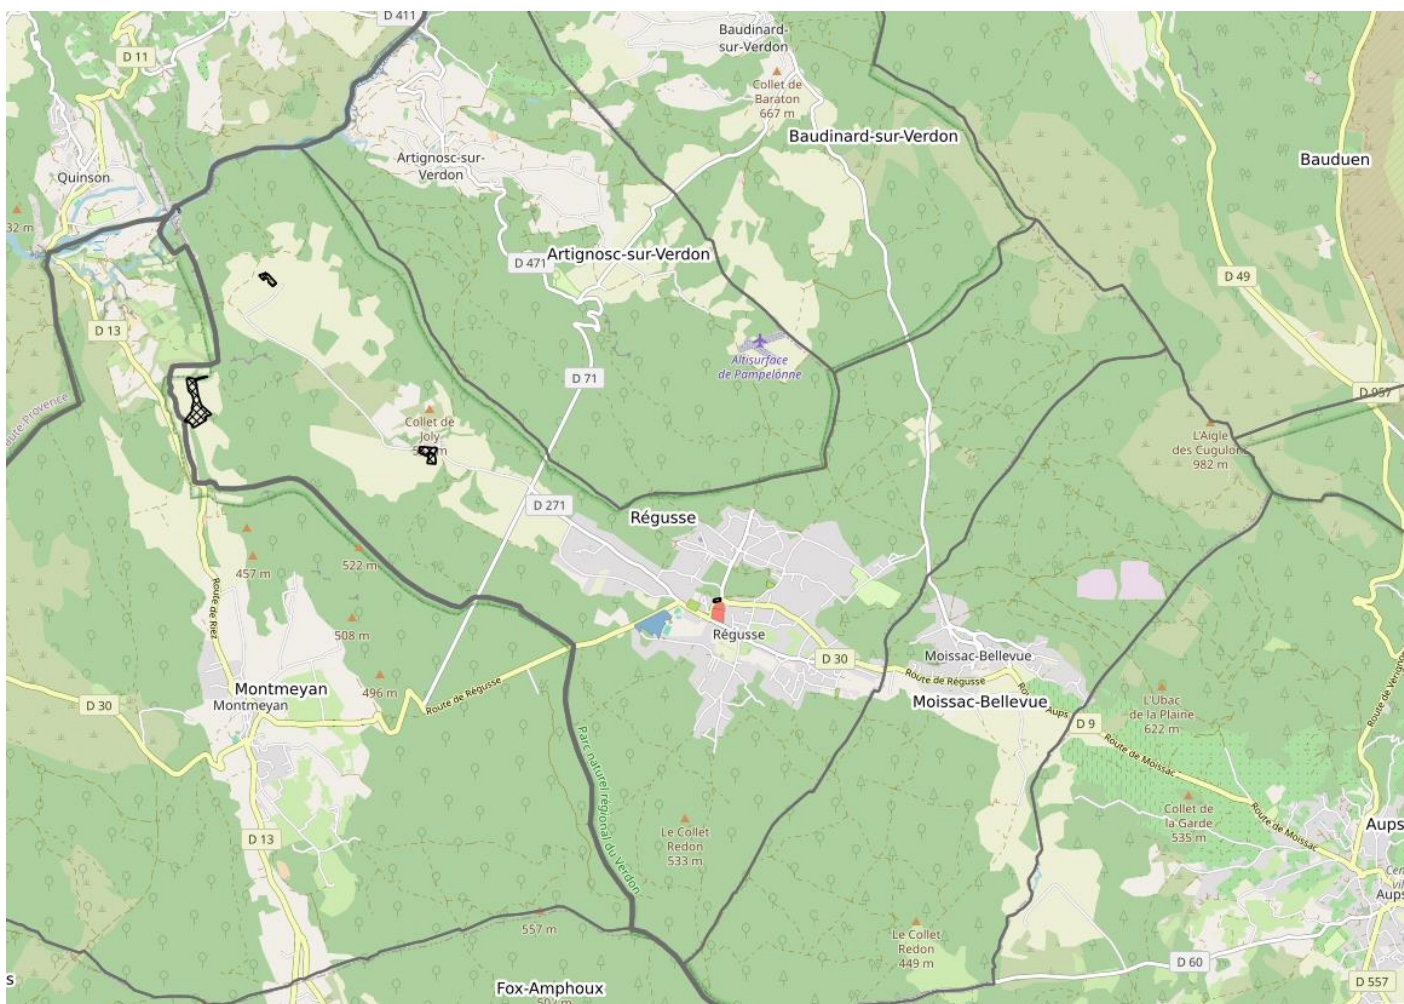 D 411
Baudinard-
sur-Verdon
D 11
Collet de
Baraton
667 m
Baudinard-sur-Verdon
Bauduen
Artignosc-sur-
Verdon
Quinson
32 m
Artignosc-sur-Verdon
D 471
D 49
D 13
Altisurface
de Pampelonne
D 71
D 957
oute-Provence
Collet de
Joly
L'Aigle
des Cugulons
982 m
D 271
Régusse
522 m
457 m
Route de Riez
508 m
Régusse
Moissac-Bellevue
D 30
Route de Régusse
496 m
Montmeyan
Montmeyan
D 30
Route de Régusse
Moissac-Bellevue
Aups
D 9
L'Ubac
de la Plaine
622 m
Route de Moissac
Parc naturel régional du Verdon
Collet de
la Garde
535 m
Route de Moissac
Aups
Aups
D 13
Le Collet
Redon
533 m
557 m
Le Collet
Redon
449 m
D 60
s
Fox-Amphoux
D 557